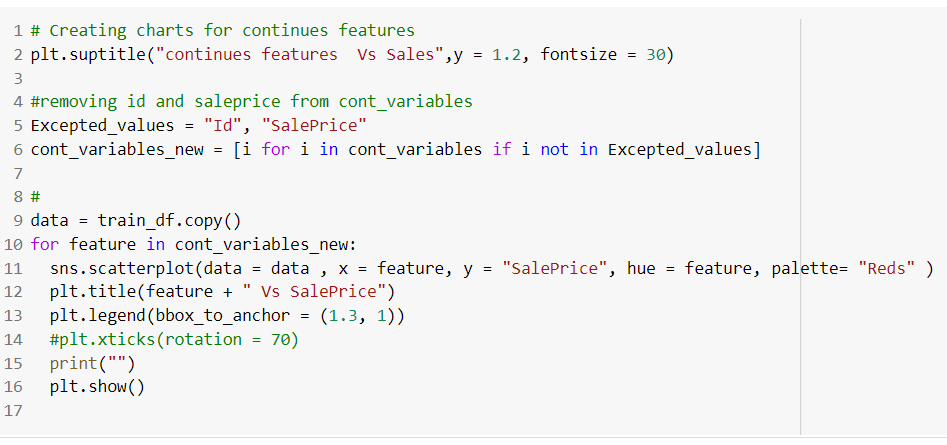 1 # Creating charts for continues features
2 plt.suptitle("continues features  Vs Sales",y = 1.2, fontsize = 30)
3
4 #removing id and saleprice from cont_variables
5 Excepted_values = "Id", "SalePrice"
6 cont_variables_new = [i for i in cont_variables if i not in Excepted_values]
7
8 #
9 data = train_df.copy()
10 for feature in cont_variables_new:
11   sns.scatterplot(data = data , x = feature, y = "SalePrice", hue = feature, palette= "Reds" )
12   plt.title(feature + " Vs SalePrice")
13   plt.legend(bbox_to_anchor = (1.3, 1))
14   #plt.xticks(rotation = 70)
15   print("")
16   plt.show()
17